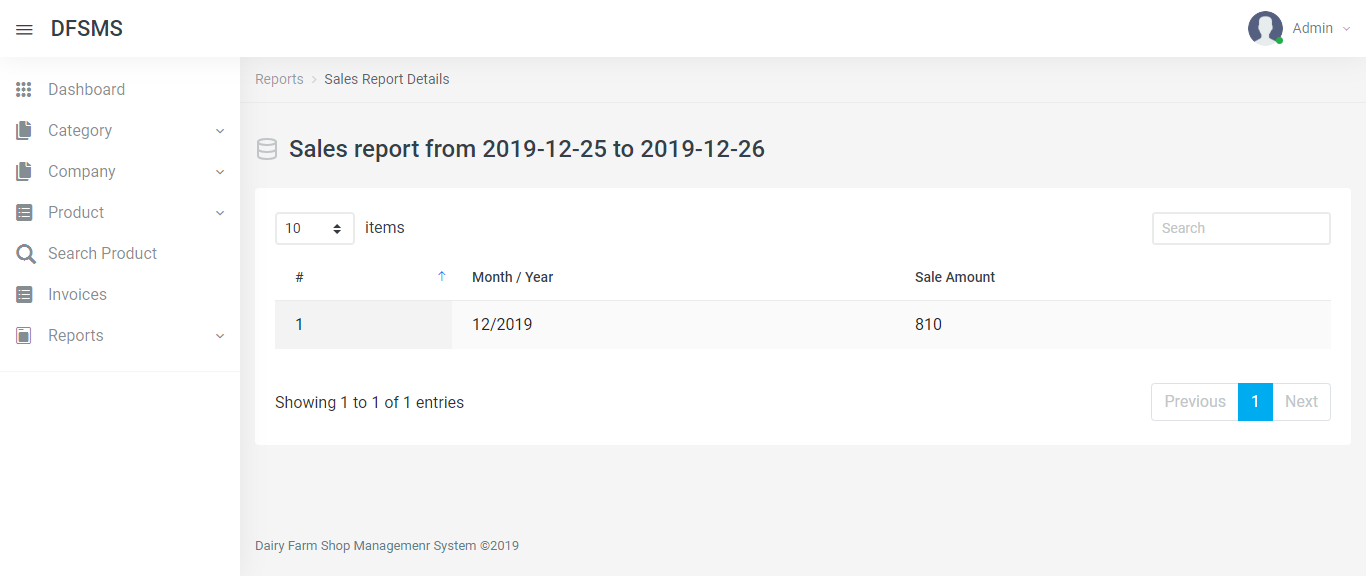 DFSMS
Admin
Dashboard
Category
Company
Product
Search Product
Invoices
Reports
Reports > Sales Report Details
Sales report from 2019-12-25 to 2019-12-26
10 items
Search
# Month / Year Sale Amount
1 12/2019 810
Showing 1 to 1 of 1 entries
Previous 1 Next
Dairy Farm Shop Managemenr System ©2019